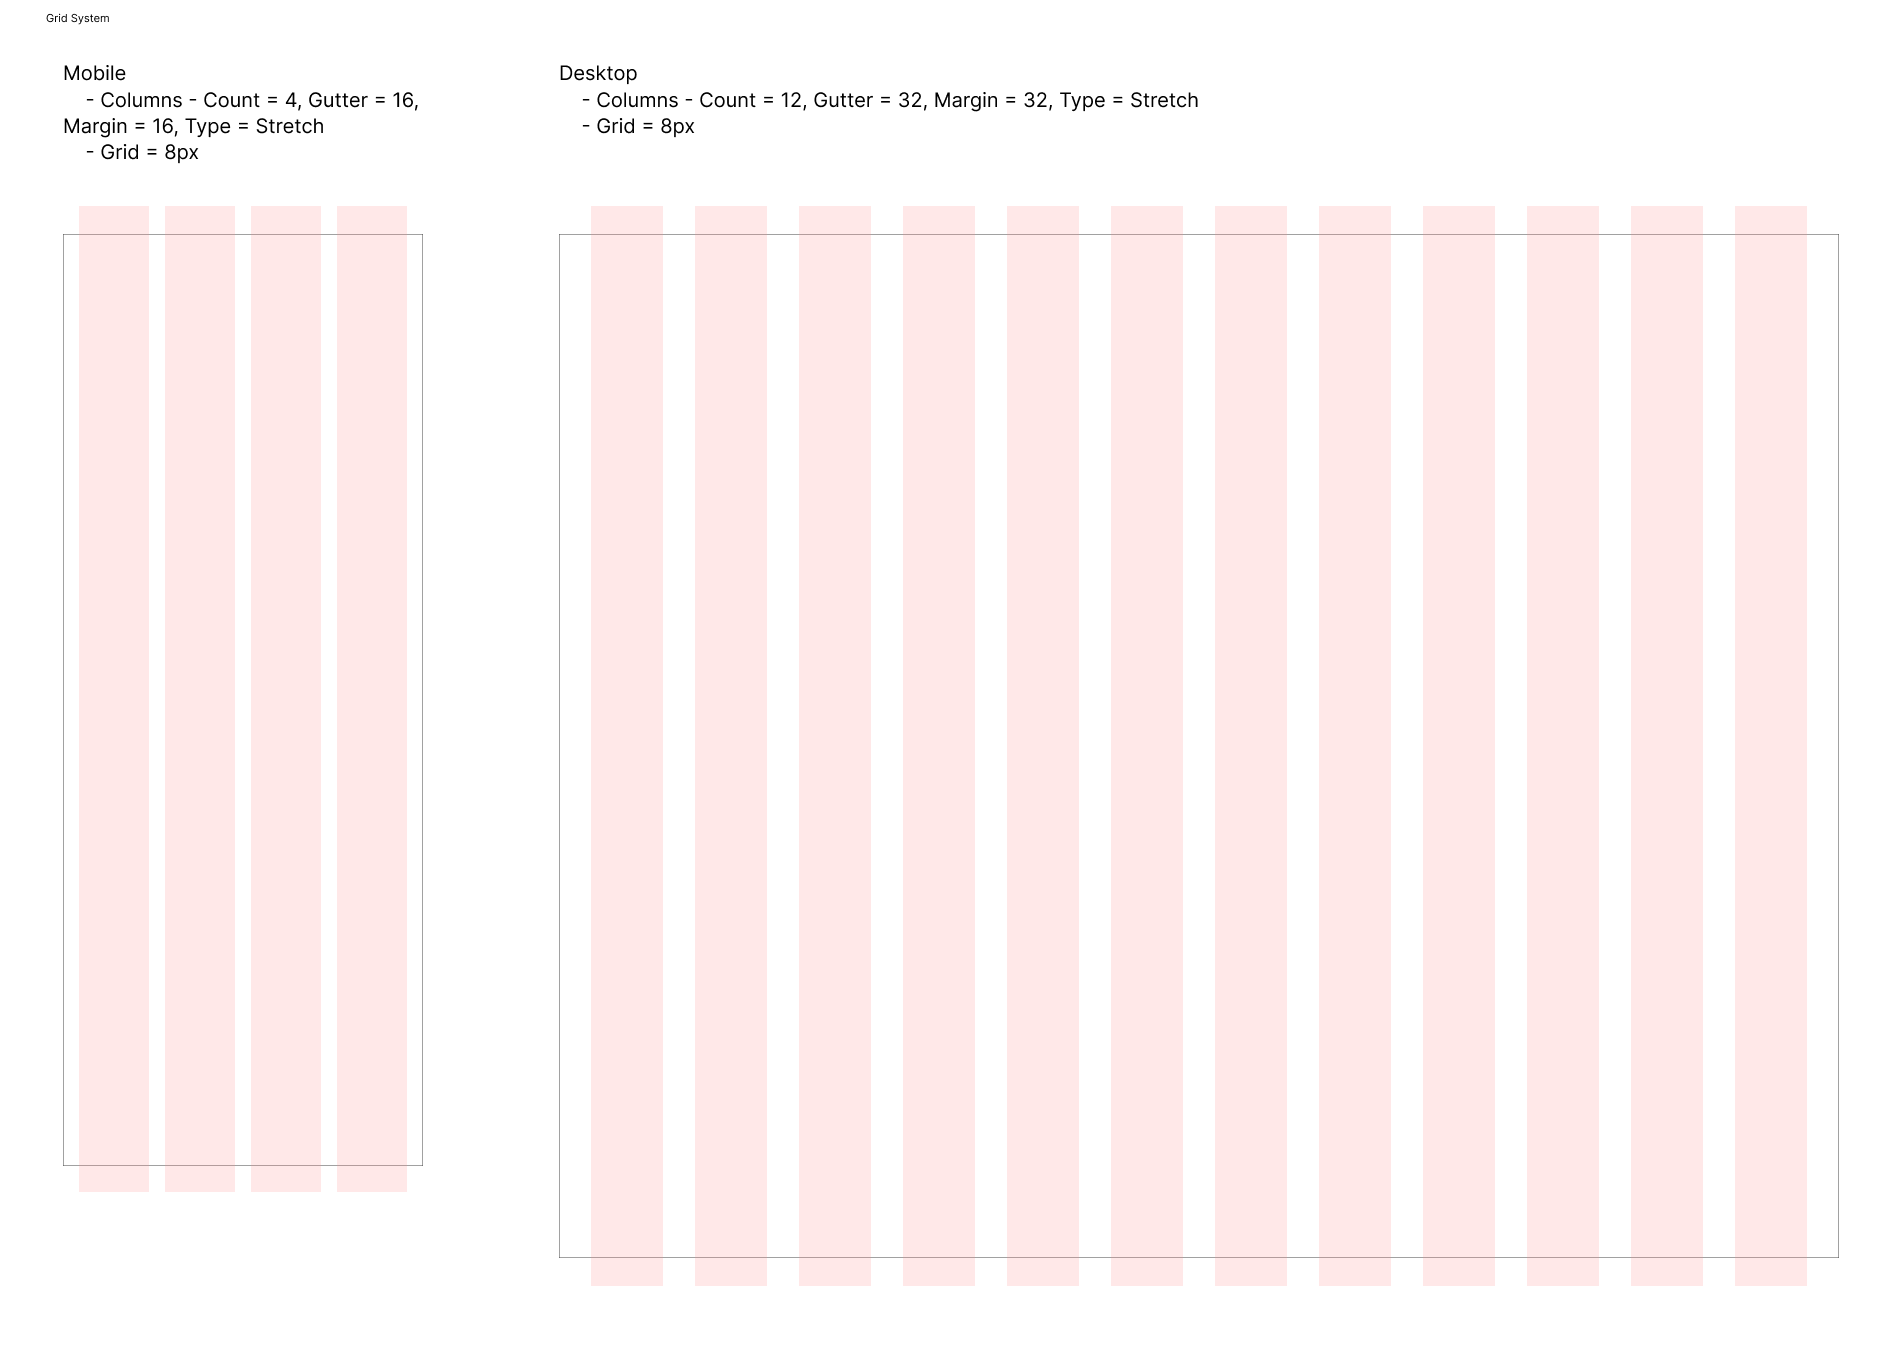 Grid System
Mobile
- Columns - Count = 4, Gutter = 16,
Margin = 16, Type = Stretch
- Grid = 8px
Desktop
- Columns - Count = 12, Gutter = 32, Margin = 32, Type = Stretch
- Grid = 8px